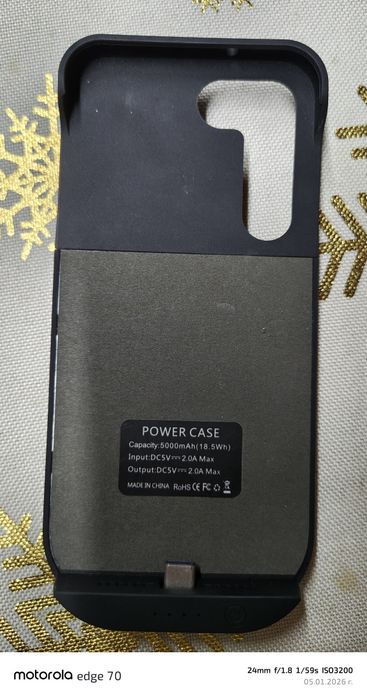 POWER CASE
Capacity:5000mAh(18.5Wh)
Input:DC5V⎓2.0A Max
Output:DC5V⎓2.0A Max
MADE IN CHINA RoHS CE FC
motorola edge 70
24mm f/1.8 1/59s ISO3200
05.01.2026 г.